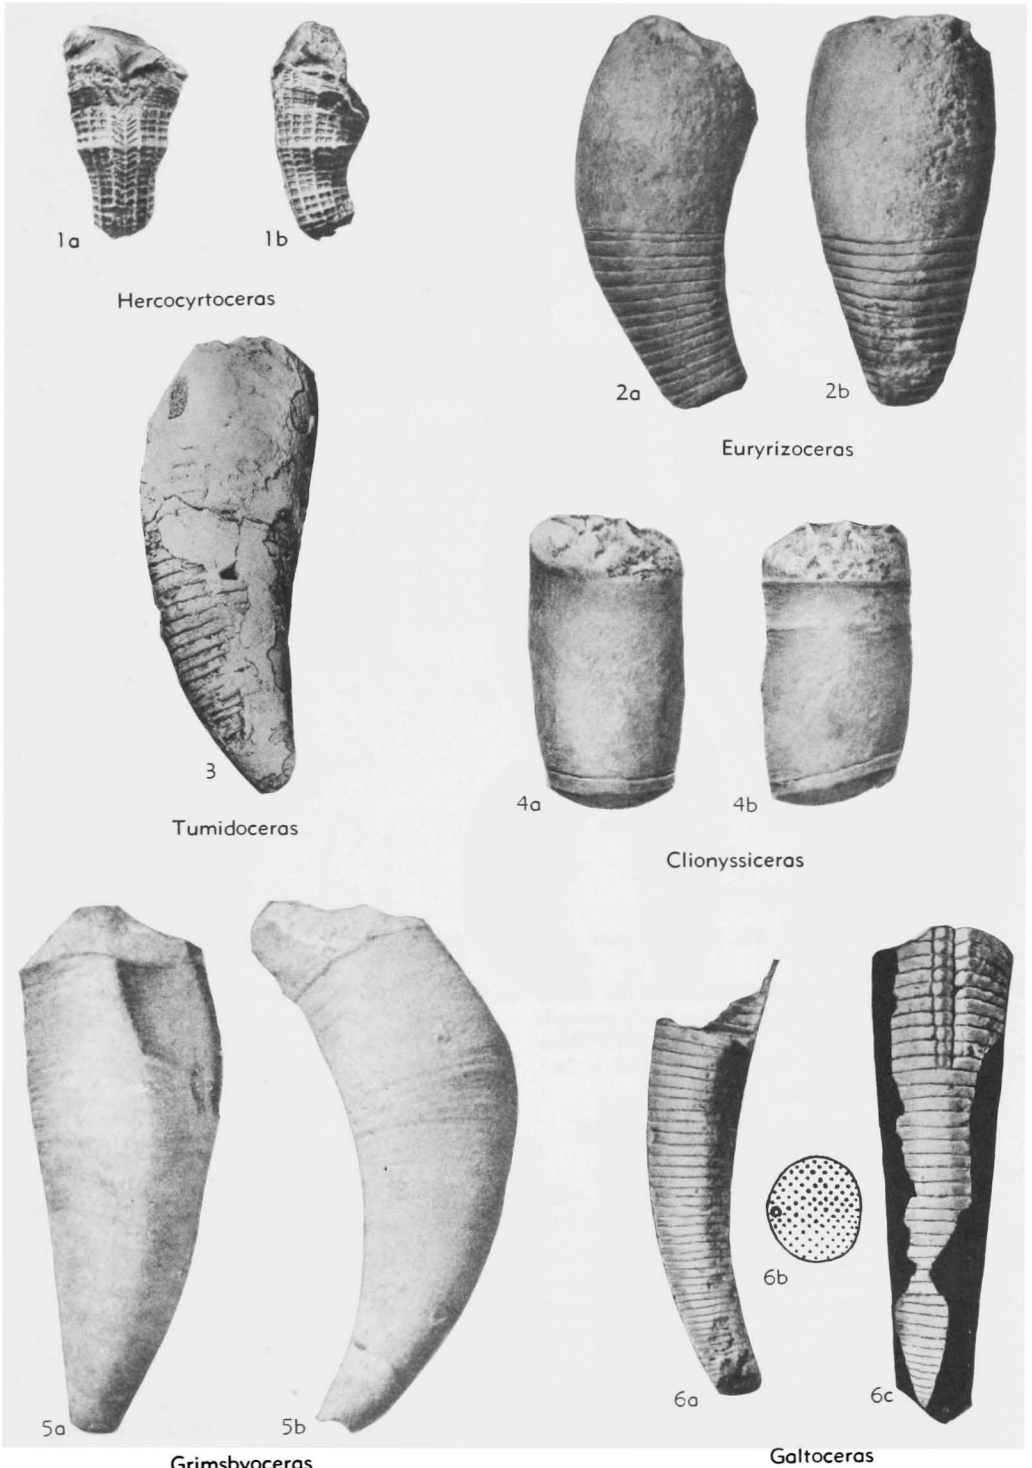 1a
1b
Hercocyrtoceras
2a
2b
Euryrizoceras
3
Tumidoceras
4a
4b
Clionyssiceras
5a
5b
Grimsbyoceras
6a
6b
6c
Galtoceras